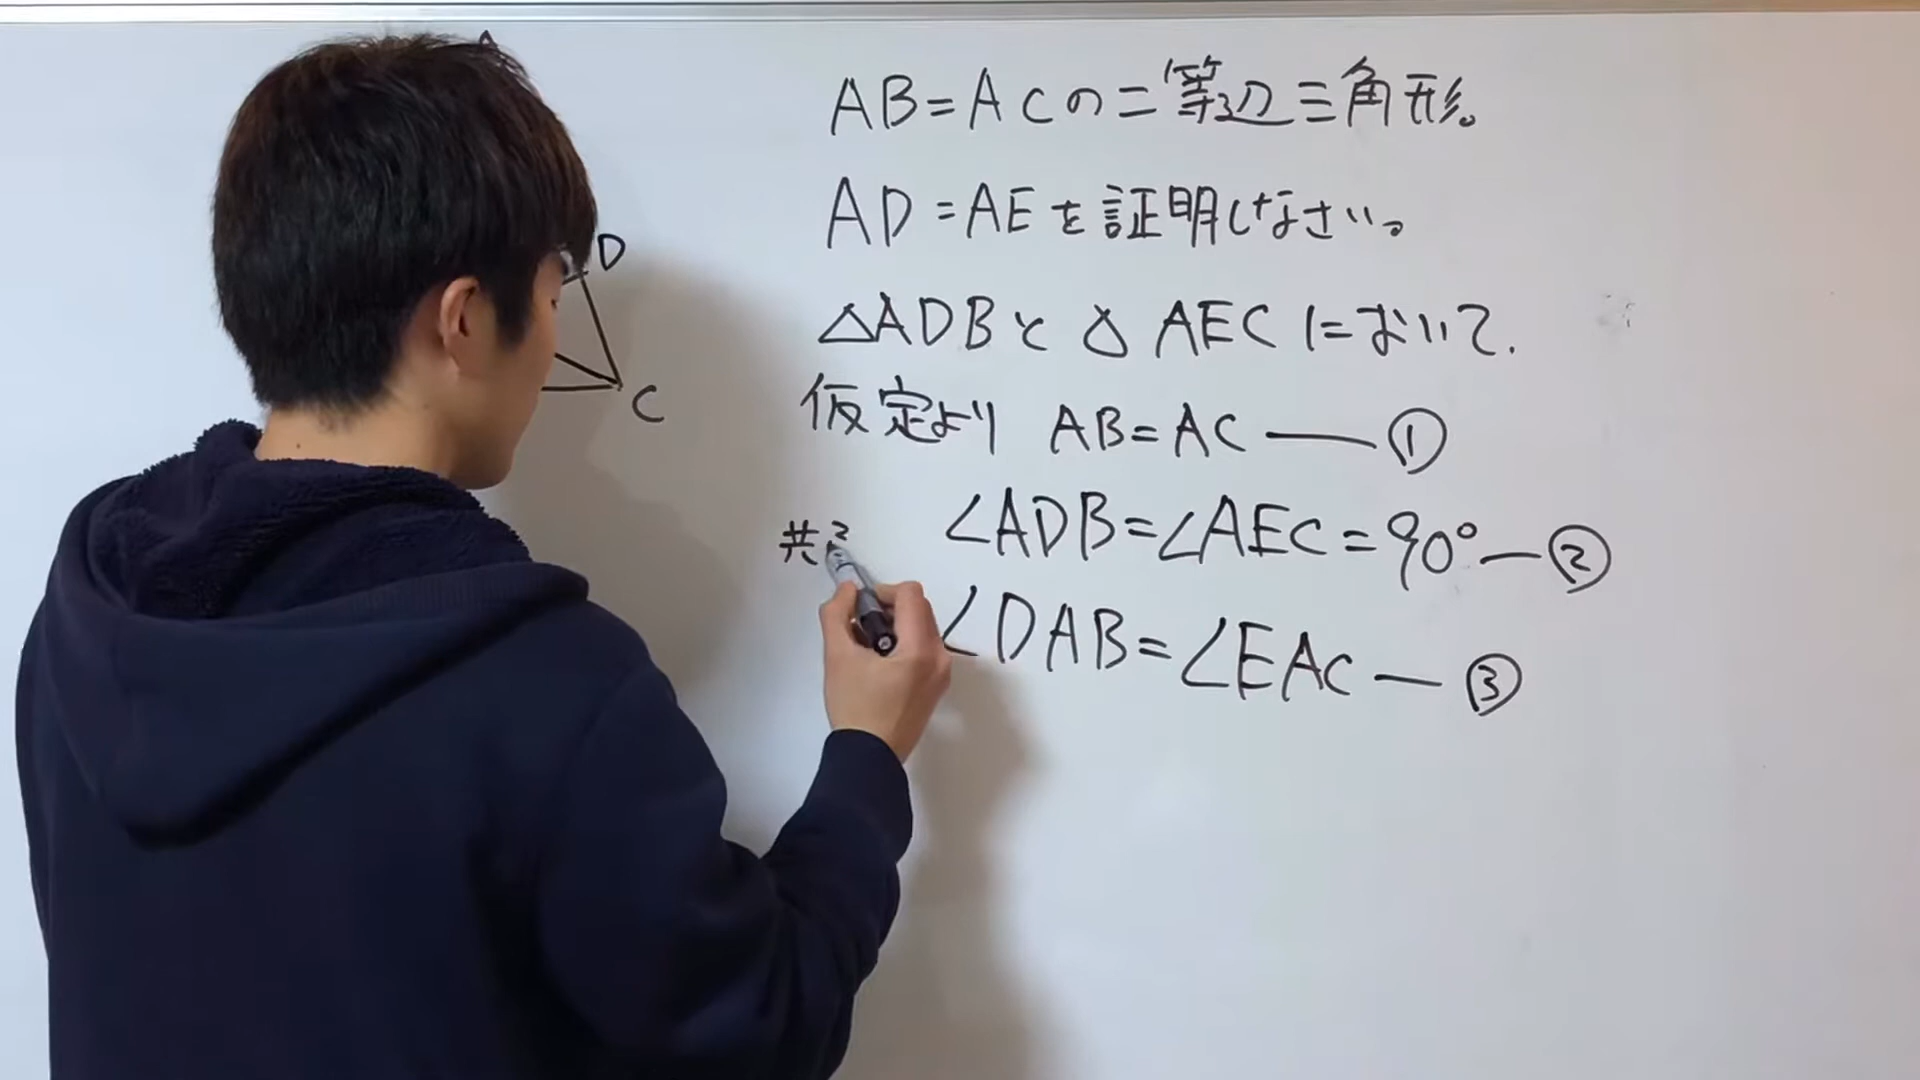 A
D
C
AB=ACの二等辺三角形。
AD=AEを証明しなさい。
△ADBと△AECにおいて.
仮定より AB=AC ― ①
∠ADB=∠AEC=90° ― ②
共
∠DAB=∠EAC ― ③